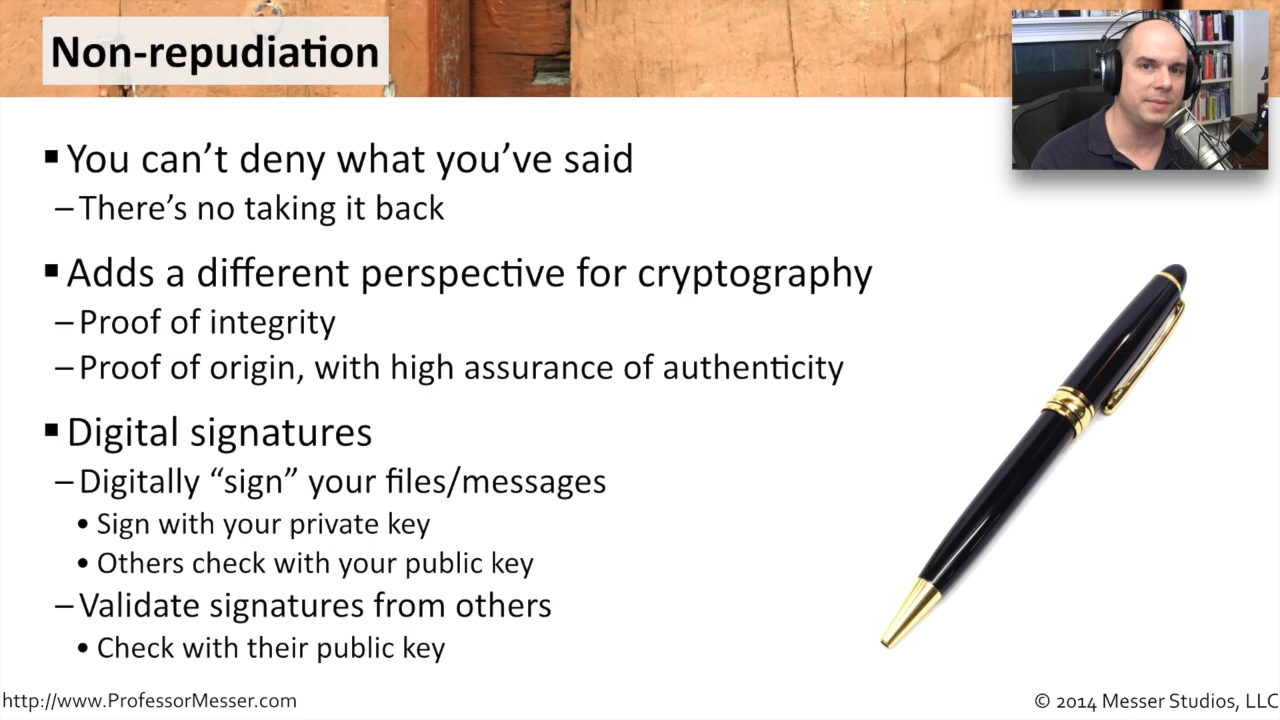 Non-repudiation
▪ You can’t deny what you’ve said
– There’s no taking it back
▪ Adds a different perspective for cryptography
– Proof of integrity
– Proof of origin, with high assurance of authenticity
▪ Digital signatures
– Digitally “sign” your files/messages
• Sign with your private key
• Others check with your public key
– Validate signatures from others
• Check with their public key
http://www.ProfessorMesser.com
© 2014 Messer Studios, LLC